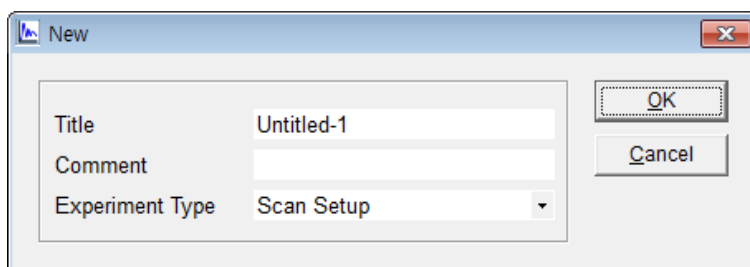 New
Title Untitled-1 OK
Comment Cancel
Experiment Type Scan Setup